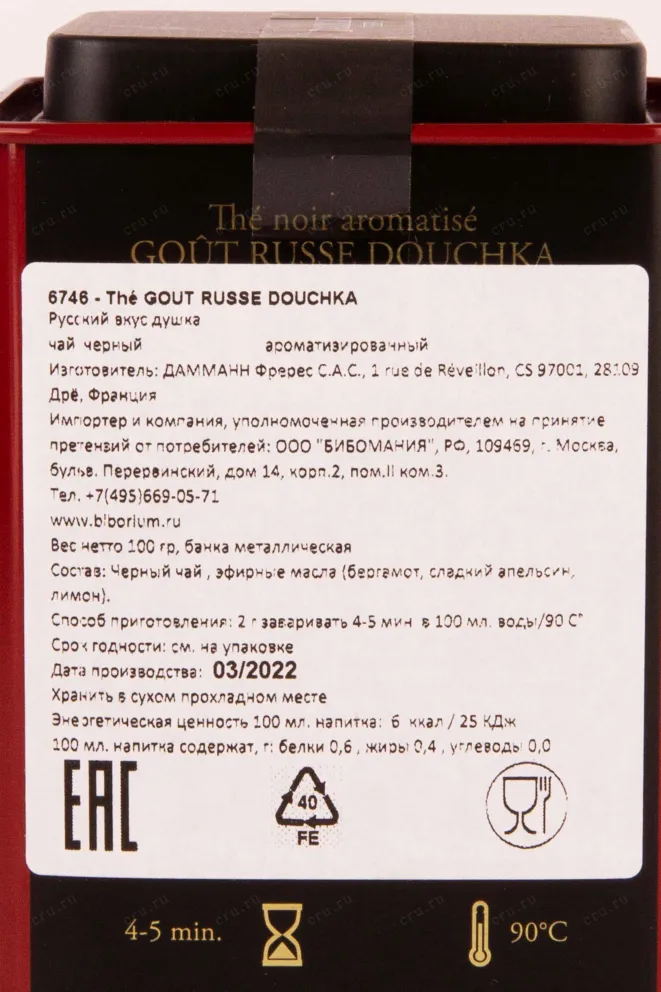 Thé noir aromatisé
GOÛT RUSSE DOUCHKA
6746 - Thé GOUT RUSSE DOUCHKA
Русский вкус душка
чай черный ароматизированный
Изготовитель: ДАММАНН Фререс С.А.С., 1 rue de Réveillon, CS 97001, 28109
Дрё, Франция
Импортер и компания, уполномоченная производителем на принятие
претензий от потребителей: ООО "БИБОМАНИЯ", РФ, 109469, г. Москва,
бульв. Перервинский, дом 14, корп.2, пом.II ком.3.
Тел. +7(495)669-05-71
www.biborium.ru
Вес нетто 100 гр, банка металлическая
Состав: Черный чай , эфирные масла (бергамот, сладкий апельсин,
лимон).
Способ приготовления: 2 г заваривать 4-5 мин в 100 мл. воды/90 С°
Срок годности: см. на упаковке
Дата производства: 03/2022
Хранить в сухом прохладном месте
Энергетическая ценность 100 мл. напитка: 6 ккал / 25 КДж
100 мл. напитка содержат, г: белки 0,6 , жиры 0,4 , углеводы 0,0
EAC
40
FE
4-5 min.
90°C
cru.ru